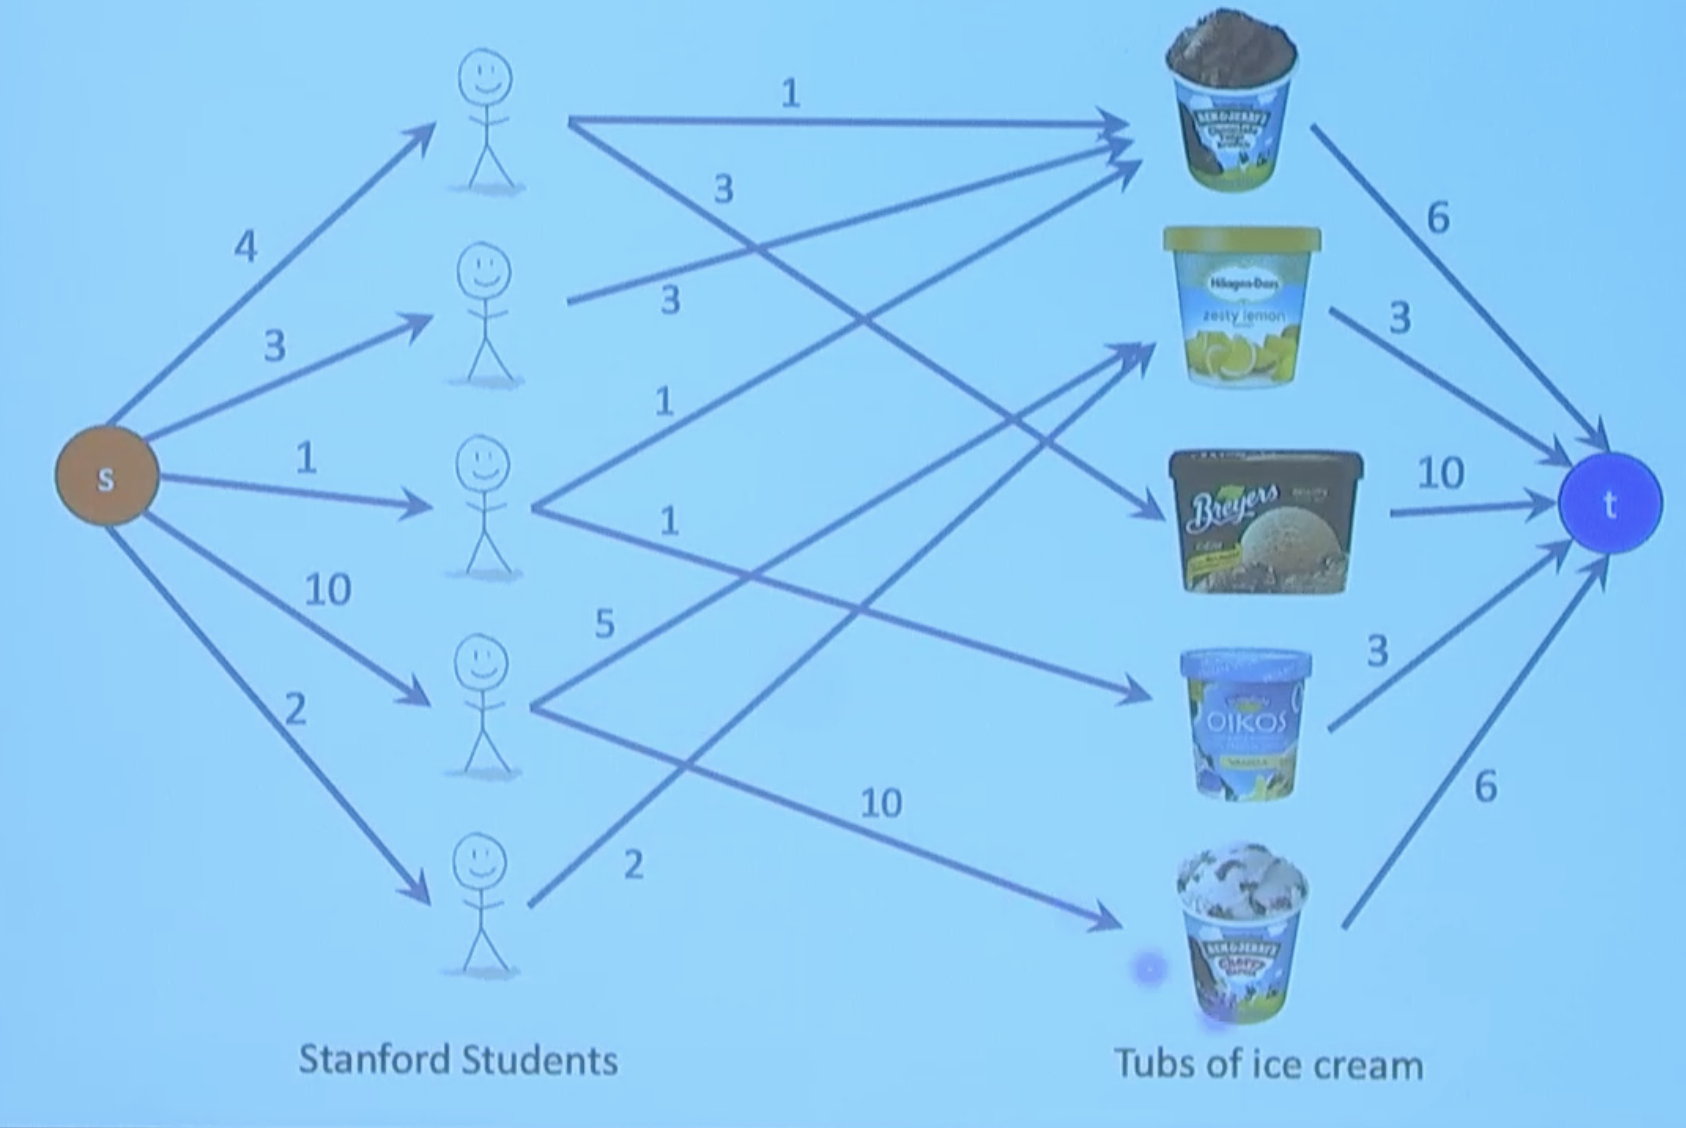 1
3
4
6
3
3
3
1
1
10
1
s
t
10
5
3
2
10
6
2
BEN&JERRY'S
Häagen-Dazs
zesty lemon
Breyers
OIKOS
VANILLA
BEN&JERRY'S
Stanford Students
Tubs of ice cream